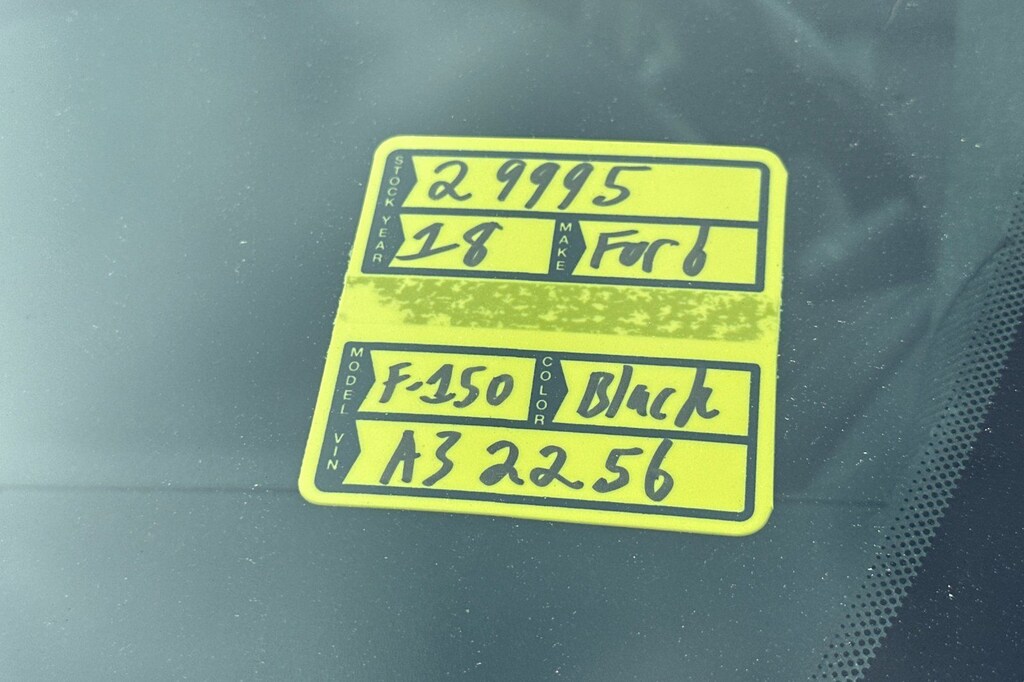 STOCK 29995
YEAR 18 MAKE Ford
MODEL F-150 COLOR Black
VIN A32256